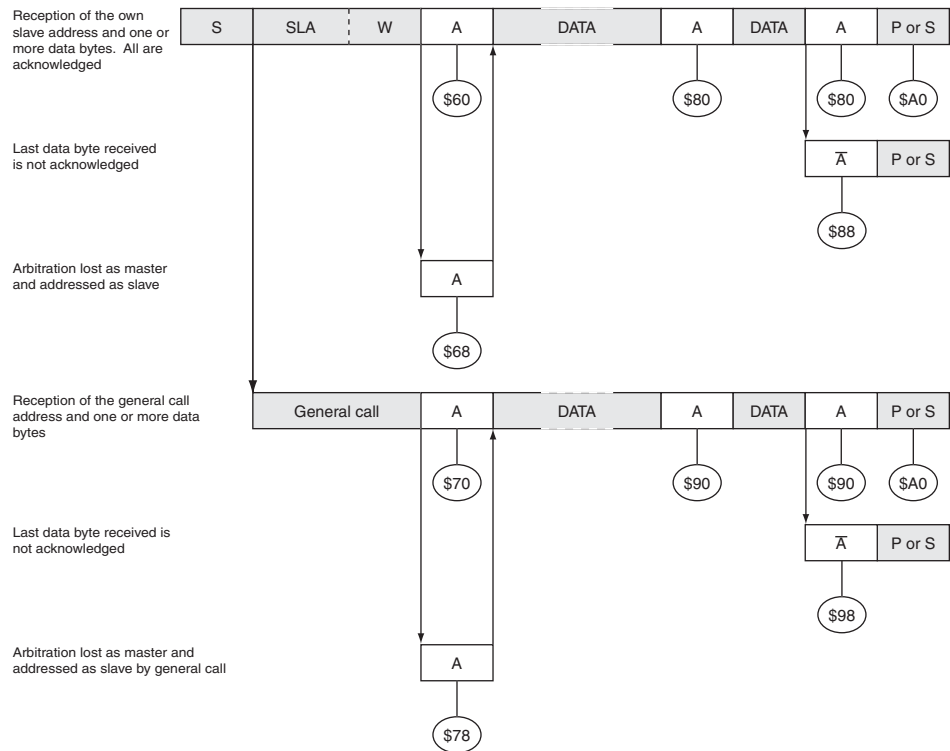 Reception of the own
slave address and one or
more data bytes. All are
acknowledged
S SLA W A DATA A DATA A P or S
$60 $80 $80 $A0
Last data byte received
is not acknowledged
A̅ P or S
$88
Arbitration lost as master
and addressed as slave
A
$68
Reception of the general call
address and one or more data
bytes
General call A DATA A DATA A P or S
$70 $90 $90 $A0
Last data byte received is
not acknowledged
A̅ P or S
$98
Arbitration lost as master and
addressed as slave by general call
A
$78